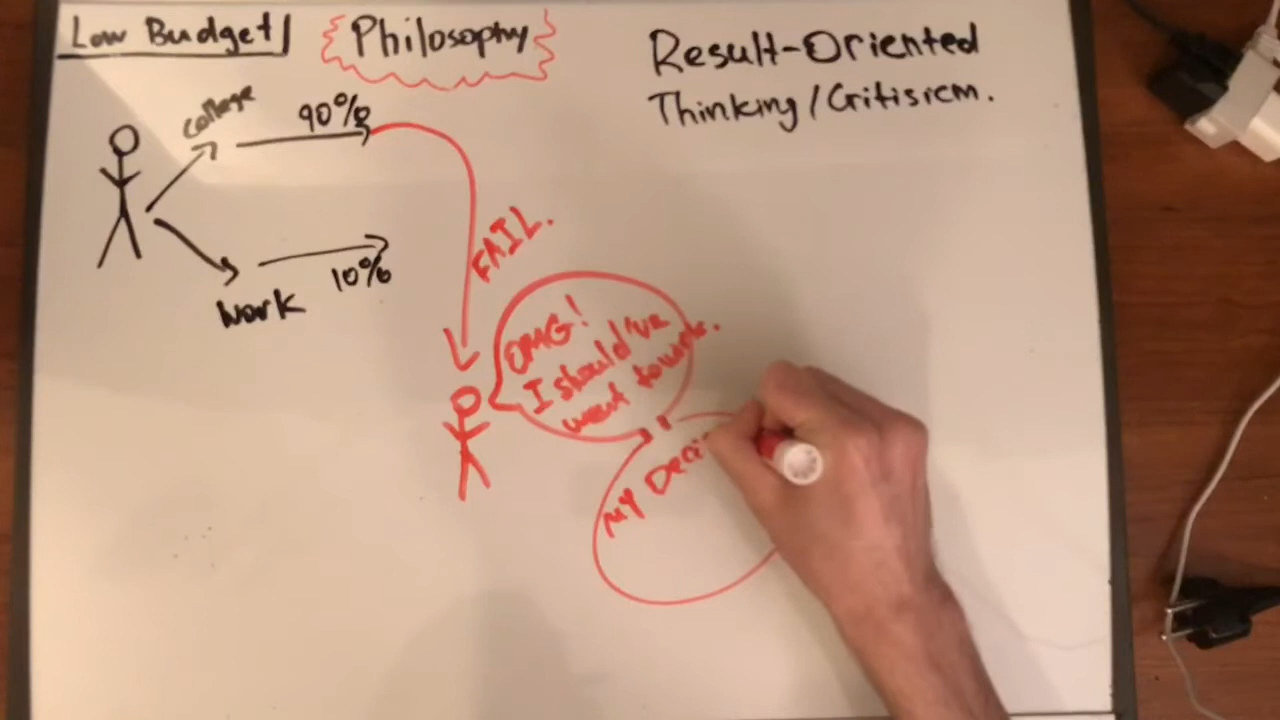 Low Budget
Philosophy
Result-Oriented
Thinking/Critisiem.
college
90%
10%
Work
FAIL.
OMG!
I should've
went to work.
MY Deci